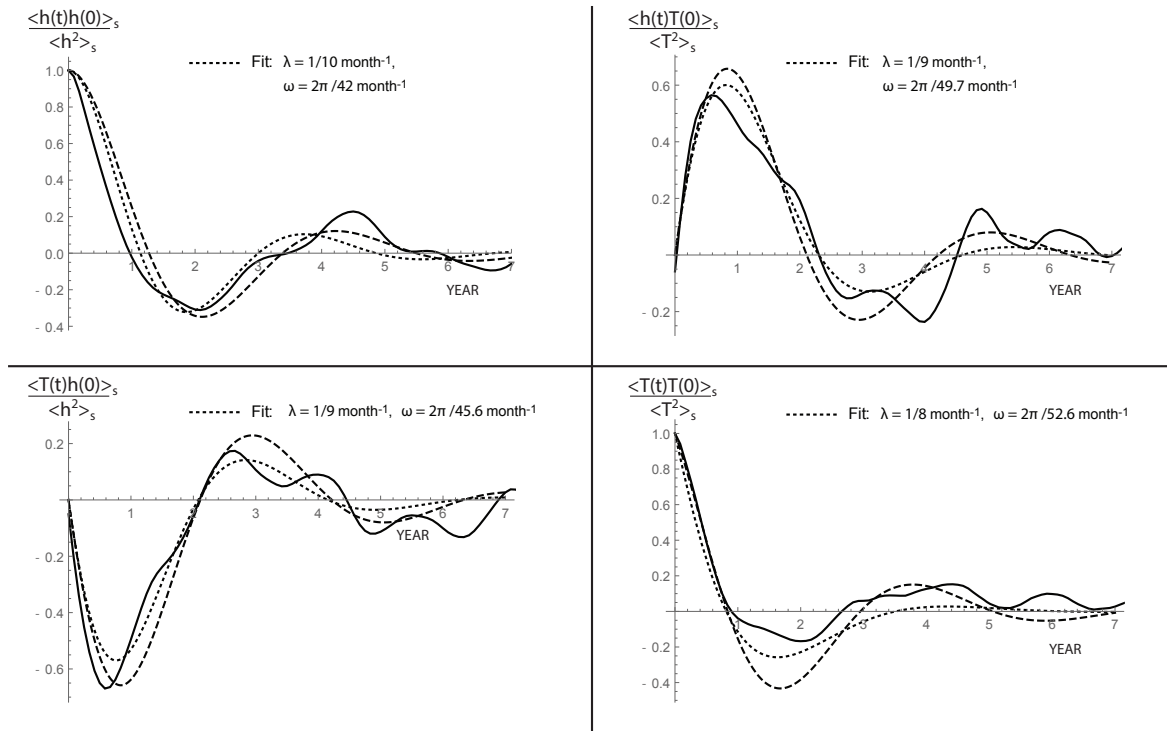 <h(t)h(0)>s
<h²>s
Fit: λ = 1/10 month-1,
ω = 2π /42 month-1
1.0
0.8
0.6
0.4
0.2
0.0
- 0.2
- 0.4
1 2 3 4 5 6 7
YEAR
<h(t)T(0)>s
<T²>s
Fit: λ = 1/9 month-1,
ω = 2π /49.7 month-1
0.6
0.4
0.2
- 0.2
1 2 3 4 5 6 7
YEAR
<T(t)h(0)>s
<h²>s
Fit: λ = 1/9 month-1, ω = 2π /45.6 month-1
0.2
- 0.2
- 0.4
- 0.6
1 2 3 4 5 6 7
YEAR
<T(t)T(0)>s
<T²>s
Fit: λ = 1/8 month-1, ω = 2π /52.6 month-1
1.0
0.8
0.6
0.4
0.2
- 0.2
- 0.4
1 2 3 4 5 6 7
YEAR